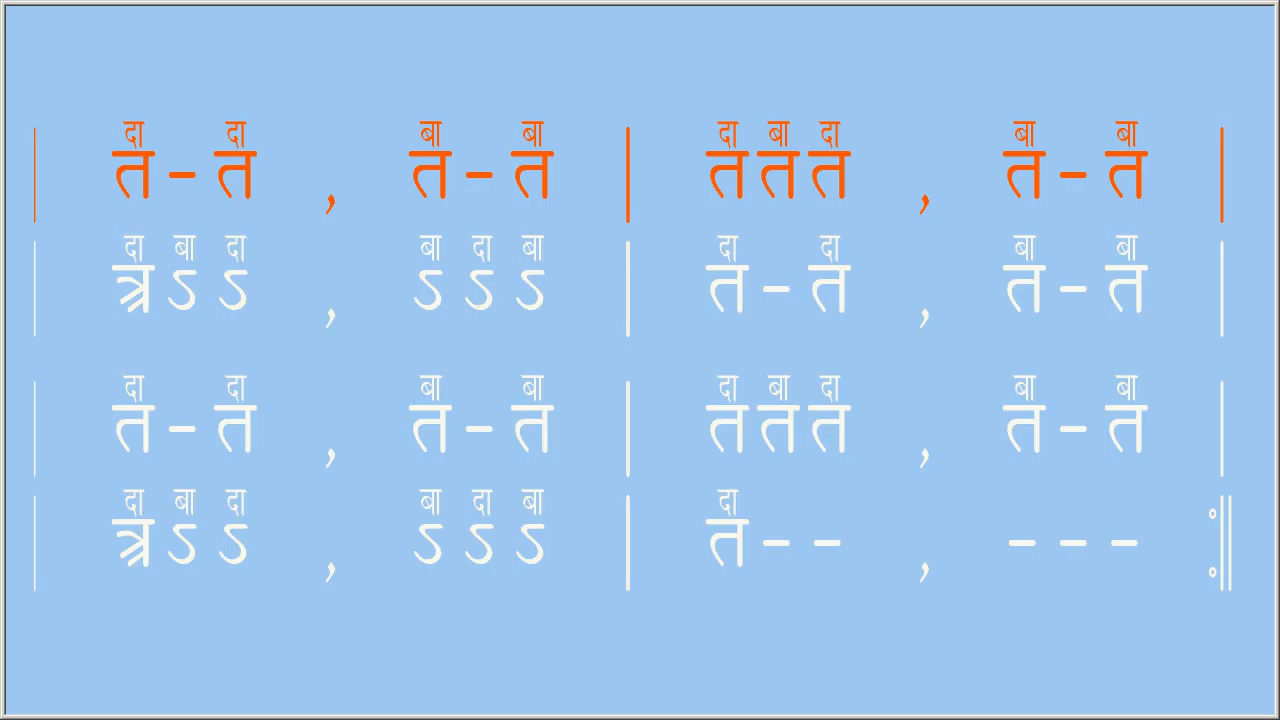 दा दा बा बा दा बा दा बा बा
| त - त , त - त | त त त , त - त |
दा बा दा बा दा बा दा दा बा बा
| त्र ऽ ऽ , ऽ ऽ ऽ | त - त , त - त |
दा दा बा बा दा बा दा बा बा
| त - त , त - त | त त त , त - त |
दा बा दा बा दा बा दा
| त्र ऽ ऽ , ऽ ऽ ऽ | त - - , - - - :||